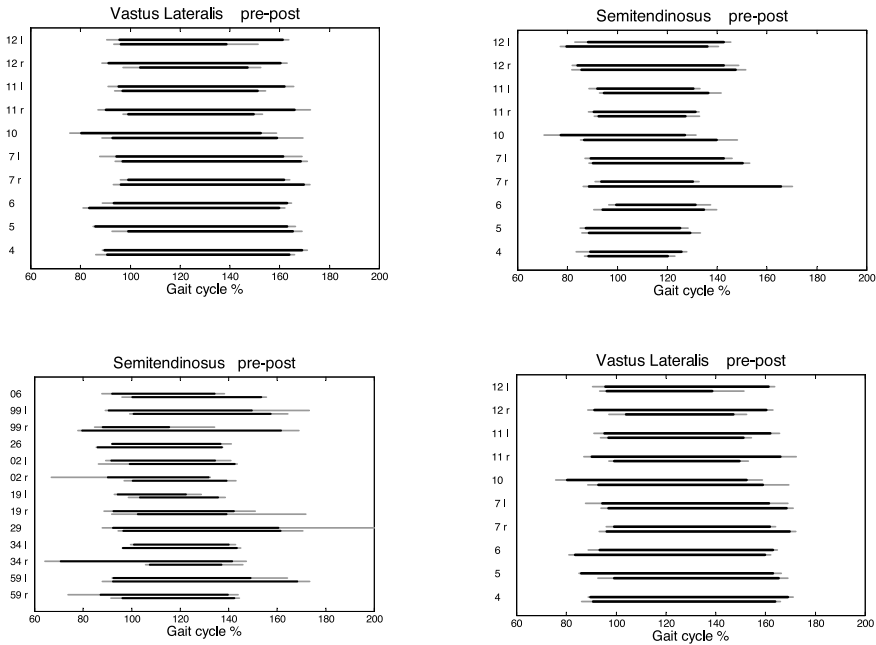 Vastus Lateralis pre-post
12 l
12 r
11 l
11 r
10
7 l
7 r
6
5
4
60 80 100 120 140 160 180 200
Gait cycle %
Semitendinosus pre-post
12 l
12 r
11 l
11 r
10
7 l
7 r
6
5
4
60 80 100 120 140 160 180 200
Gait cycle %
Semitendinosus pre-post
06
99 l
99 r
26
02 l
02 r
19 l
19 r
29
34 l
34 r
59 l
59 r
60 80 100 120 140 160 180 200
Gait cycle %
Vastus Lateralis pre-post
12 l
12 r
11 l
11 r
10
7 l
7 r
6
5
4
60 80 100 120 140 160 180 200
Gait cycle %